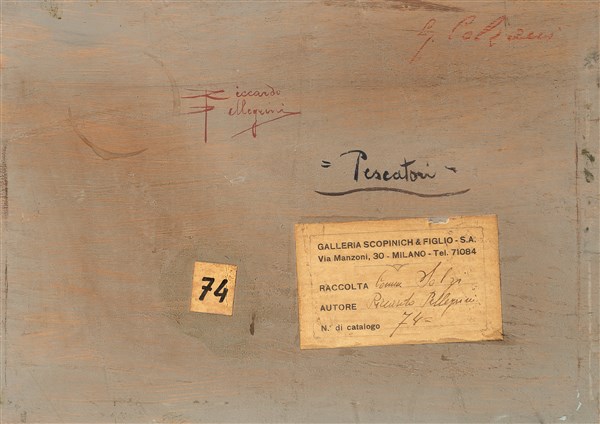 Riccardo
Pellegrini
= Pescatori -
GALLERIA SCOPINICH & FIGLIO - S.A.
Via Manzoni, 30 - MILANO - Tel. 71084
RACCOLTA
AUTORE Riccardo Pellegrini
N.° di catalogo 74=
74